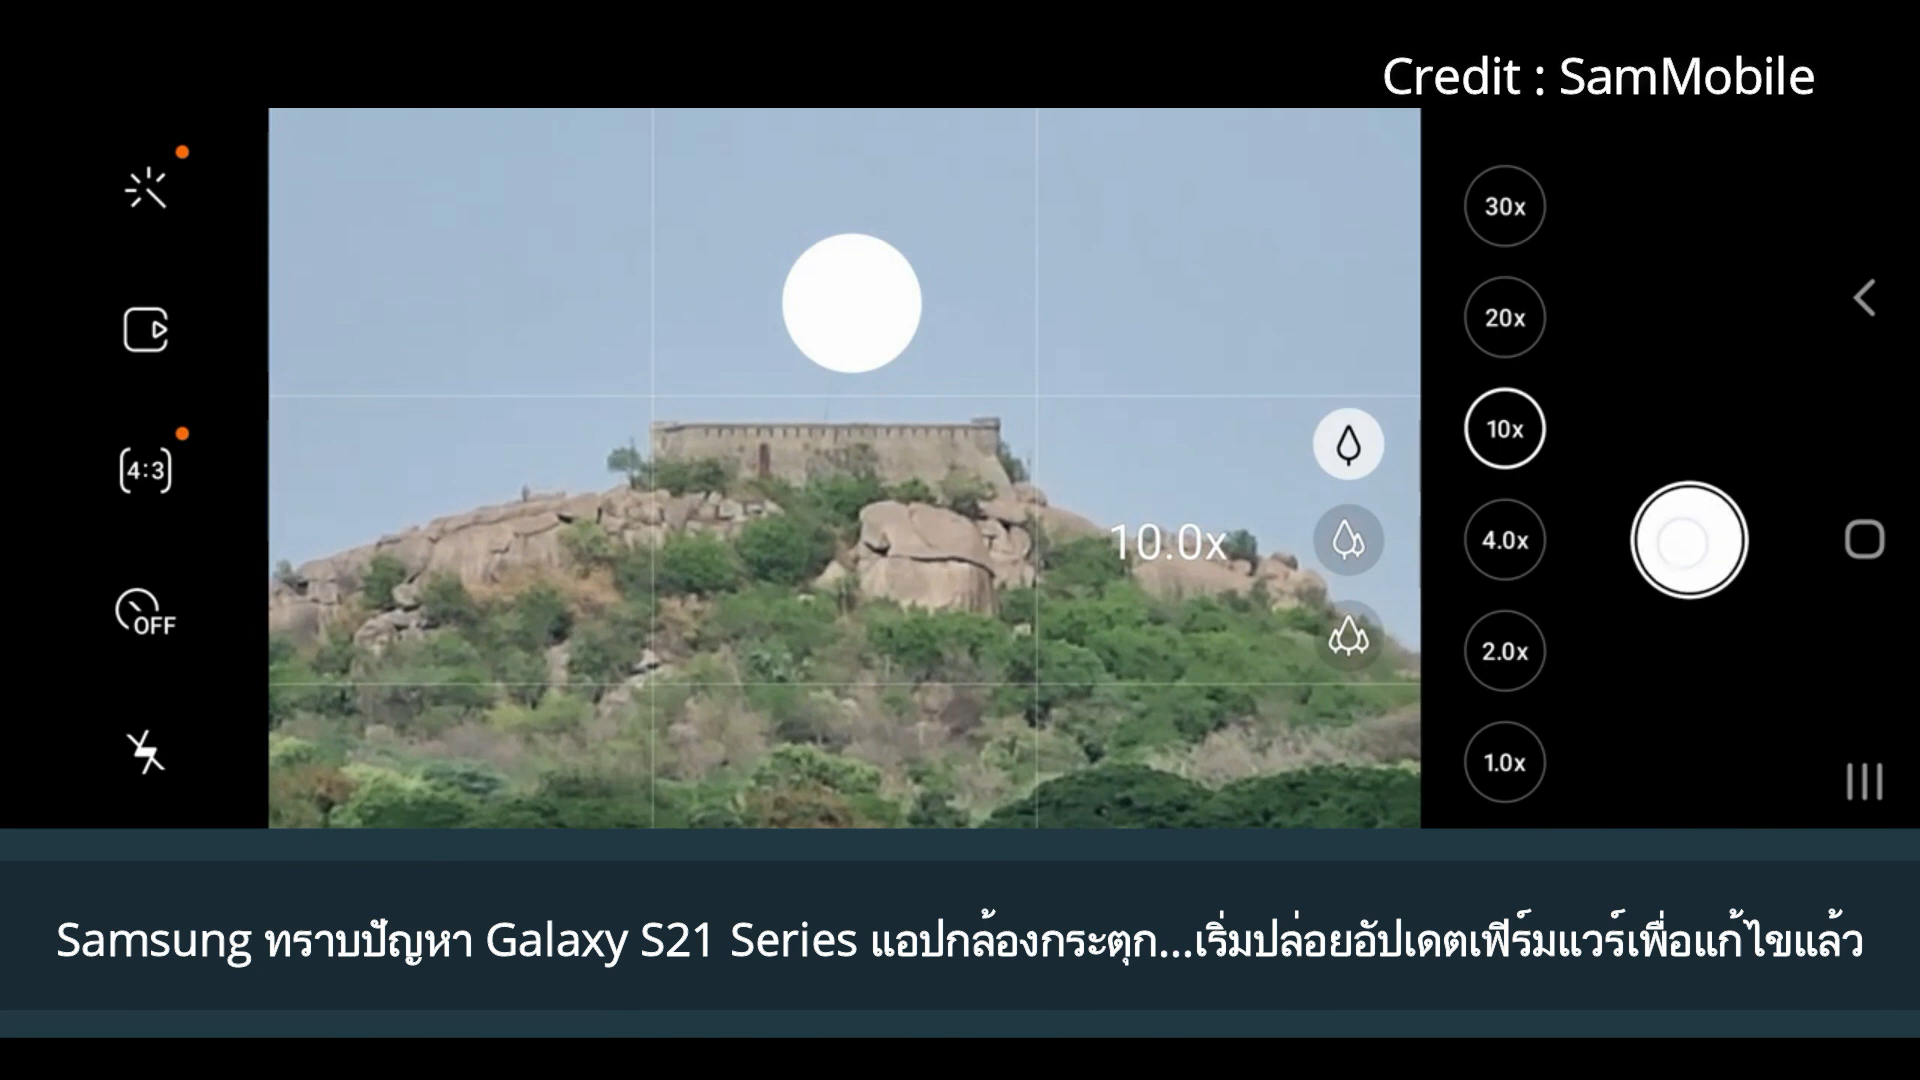 Credit : SamMobile
30x
20x
10x
4:3
10.0x
4.0x
OFF
2.0x
1.0x
Samsung ทราบปัญหา Galaxy S21 Series แอปกล้องกระตุก...เริ่มปล่อยอัปเดตเฟิร์มแวร์เพื่อแก้ไขแล้ว